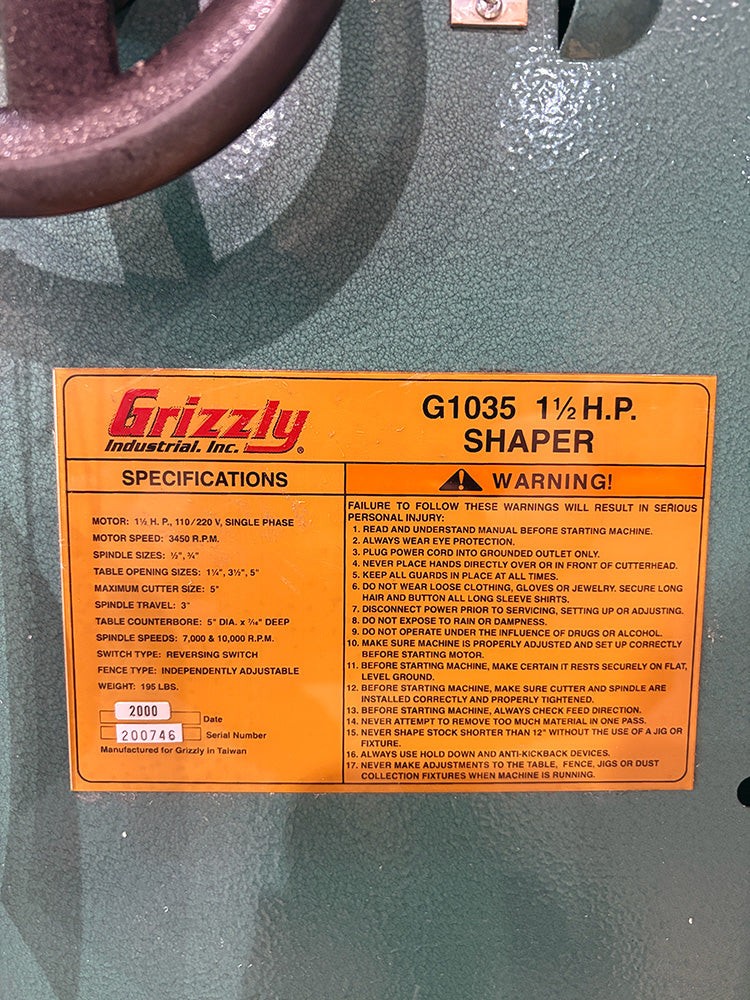 Grizzly
Industrial, Inc. ®
G1035 1½ H.P.
SHAPER
SPECIFICATIONS
MOTOR: 1½ H. P., 110/220 V, SINGLE PHASE
MOTOR SPEED: 3450 R.P.M.
SPINDLE SIZES: ½", ¾"
TABLE OPENING SIZES: 1¼", 3½", 5"
MAXIMUM CUTTER SIZE: 5"
SPINDLE TRAVEL: 3"
TABLE COUNTERBORE: 5" DIA. x 7/16" DEEP
SPINDLE SPEEDS: 7,000 & 10,000 R.P.M.
SWITCH TYPE: REVERSING SWITCH
FENCE TYPE: INDEPENDENTLY ADJUSTABLE
WEIGHT: 195 LBS.
2000 Date
200746 Serial Number
Manufactured for Grizzly in Taiwan
WARNING!
FAILURE TO FOLLOW THESE WARNINGS WILL RESULT IN SERIOUS
PERSONAL INJURY:
1. READ AND UNDERSTAND MANUAL BEFORE STARTING MACHINE.
2. ALWAYS WEAR EYE PROTECTION.
3. PLUG POWER CORD INTO GROUNDED OUTLET ONLY.
4. NEVER PLACE HANDS DIRECTLY OVER OR IN FRONT OF CUTTERHEAD.
5. KEEP ALL GUARDS IN PLACE AT ALL TIMES.
6. DO NOT WEAR LOOSE CLOTHING, GLOVES OR JEWELRY. SECURE LONG
HAIR AND BUTTON ALL LONG SLEEVE SHIRTS.
7. DISCONNECT POWER PRIOR TO SERVICING, SETTING UP OR ADJUSTING.
8. DO NOT EXPOSE TO RAIN OR DAMPNESS.
9. DO NOT OPERATE UNDER THE INFLUENCE OF DRUGS OR ALCOHOL.
10. MAKE SURE MACHINE IS PROPERLY ADJUSTED AND SET UP CORRECTLY
BEFORE STARTING MOTOR.
11. BEFORE STARTING MACHINE, MAKE CERTAIN IT RESTS SECURELY ON FLAT,
LEVEL GROUND.
12. BEFORE STARTING MACHINE, MAKE SURE CUTTER AND SPINDLE ARE
INSTALLED CORRECTLY AND PROPERLY TIGHTENED.
13. BEFORE STARTING MACHINE, ALWAYS CHECK FEED DIRECTION.
14. NEVER ATTEMPT TO REMOVE TOO MUCH MATERIAL IN ONE PASS.
15. NEVER SHAPE STOCK SHORTER THAN 12" WITHOUT THE USE OF A JIG OR
FIXTURE.
16. ALWAYS USE HOLD DOWN AND ANTI-KICKBACK DEVICES.
17. NEVER MAKE ADJUSTMENTS TO THE TABLE, FENCE, JIGS OR DUST
COLLECTION FIXTURES WHEN MACHINE IS RUNNING.